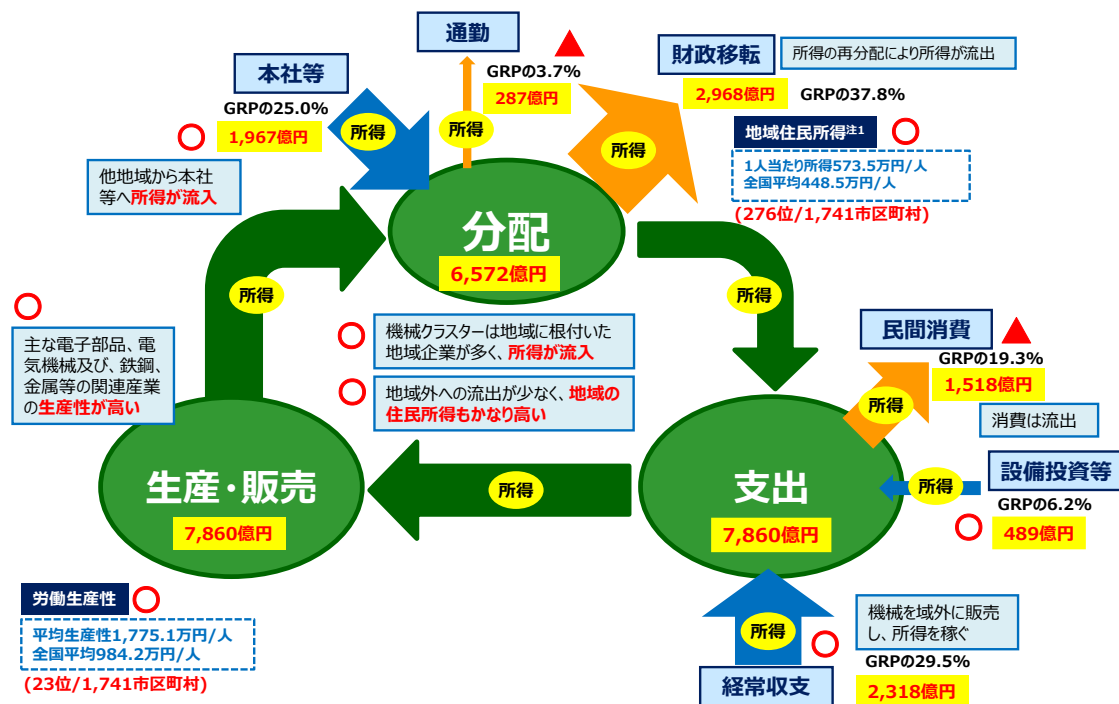 通勤
GRPの3.7%
287億円
所得
本社等
GRPの25.0%
1,967億円
所得
他地域から本社
等へ所得が流入
財政移転
所得の再分配により所得が流出
2,968億円
GRPの37.8%
所得
地域住民所得注1
1人当たり所得573.5万円/人
全国平均448.5万円/人
(276位/1,741市区町村)
分配
6,572億円
所得
所得
主な電子部品、電
気機械及び、鉄鋼、
金属等の関連産業
の生産性が高い
機械クラスターは地域に根付いた
地域企業が多く、所得が流入
地域外への流出が少なく、地域の
住民所得もかなり高い
民間消費
GRPの19.3%
1,518億円
所得
消費は流出
生産・販売
7,860億円
所得
支出
7,860億円
設備投資等
所得
GRPの6.2%
489億円
労働生産性
平均生産性1,775.1万円/人
全国平均984.2万円/人
(23位/1,741市区町村)
所得
経常収支
機械を域外に販売
し、所得を稼ぐ
GRPの29.5%
2,318億円